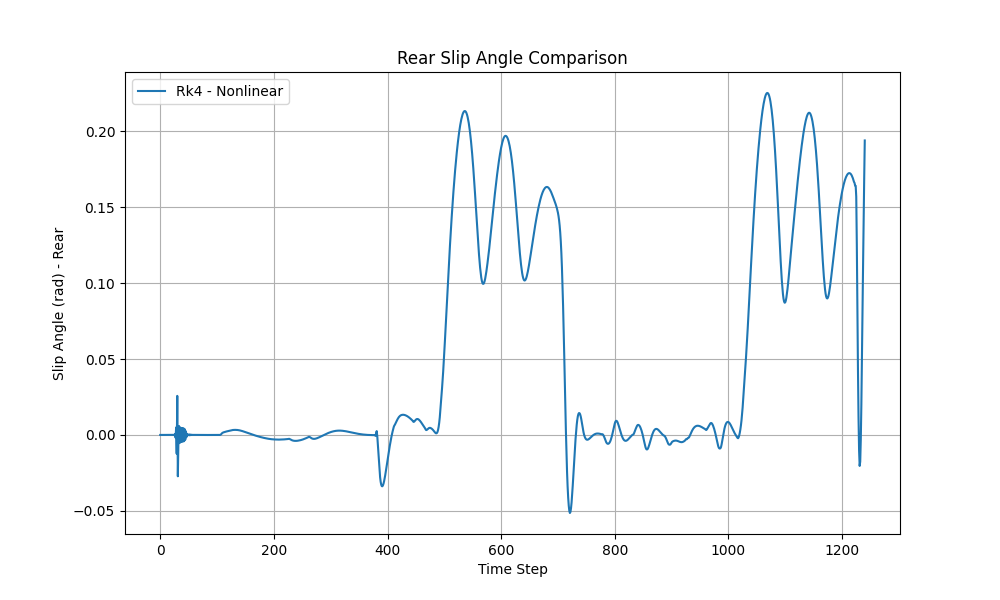 Rear Slip Angle Comparison
Rk4 - Nonlinear
Slip Angle (rad) - Rear
0.20
0.15
0.10
0.05
0.00
−0.05
0 200 400 600 800 1000 1200
Time Step